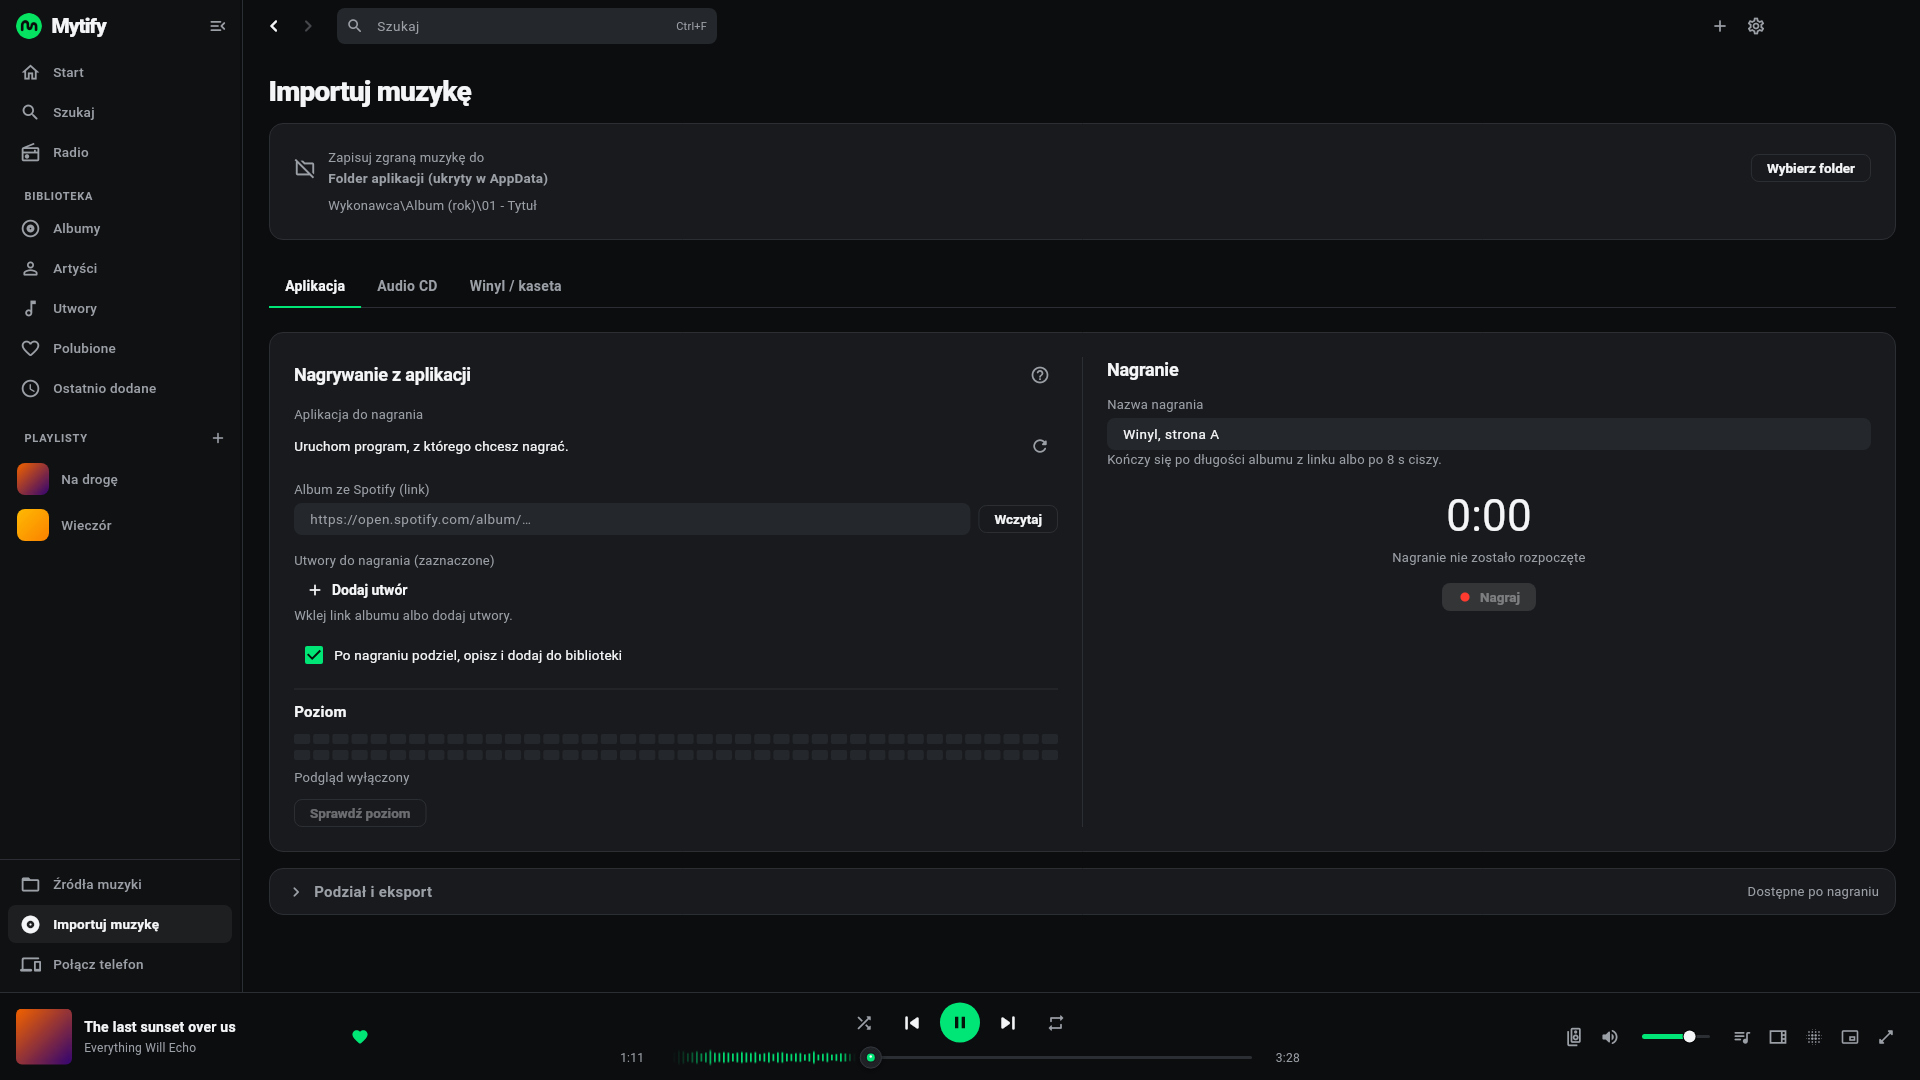 Mytify
Szukaj
Ctrl+F
Start
Szukaj
Radio
BIBLIOTEKA
Albumy
Artyści
Utwory
Polubione
Ostatnio dodane
PLAYLISTY
Na drogę
Wieczór
Źródła muzyki
Importuj muzykę
Połącz telefon
Importuj muzykę
Zapisuj zgraną muzykę do
Folder aplikacji (ukryty w AppData)
Wykonawca\Album (rok)\01 - Tytuł
Wybierz folder
Aplikacja
Audio CD
Winyl / kaseta
Nagrywanie z aplikacji
Aplikacja do nagrania
Uruchom program, z którego chcesz nagrać.
Album ze Spotify (link)
https://open.spotify.com/album/…
Wczytaj
Utwory do nagrania (zaznaczone)
Dodaj utwór
Wklej link albumu albo dodaj utwory.
Po nagraniu podziel, opisz i dodaj do biblioteki
Poziom
Podgląd wyłączony
Sprawdź poziom
Nagranie
Nazwa nagrania
Winyl, strona A
Kończy się po długości albumu z linku albo po 8 s ciszy.
0:00
Nagranie nie zostało rozpoczęte
Nagraj
Podział i eksport
Dostępne po nagraniu
The last sunset over us
Everything Will Echo
1:11
3:28